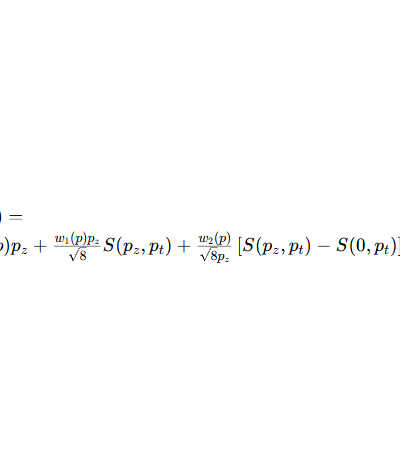 ) =
)p_z + \frac{w_1(p)p_z}{\sqrt{8}} S(p_z, p_t) + \frac{w_2(p)}{\sqrt{8}p_z} [S(p_z, p_t) − S(0, p_t)]